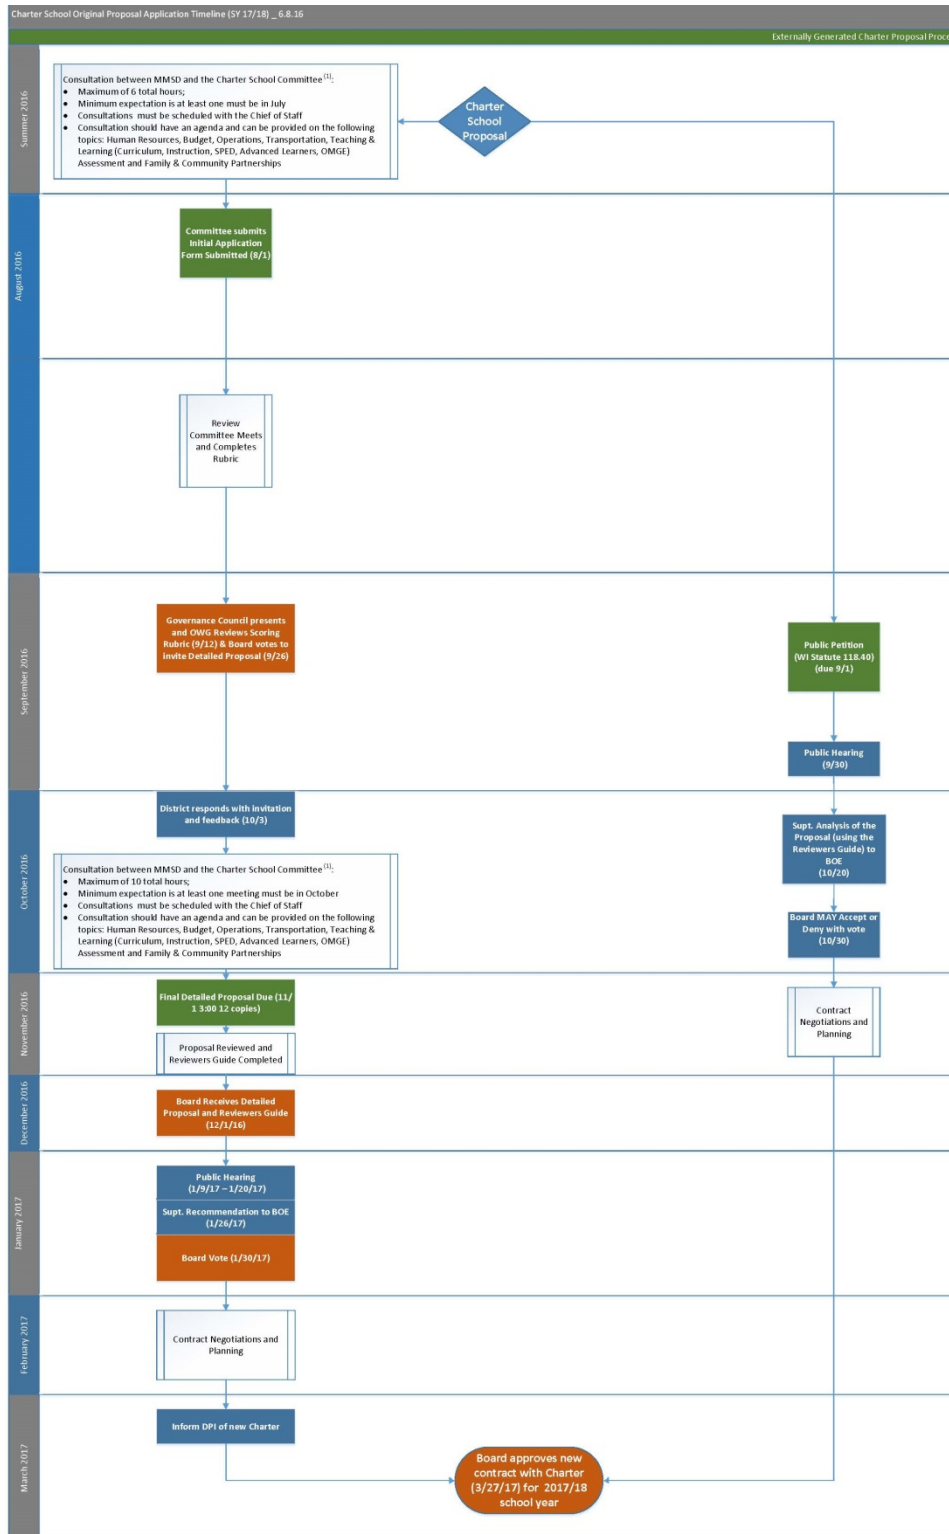 Charter School Original Proposal Application Timeline (SY 17/18) _ 6.8.16
Externally Generated Charter Proposal Proce
Summer 2016
Consultation between MMSD and the Charter School Committee (1):
• Maximum of 6 total hours;
• Minimum expectation is at least one must be in July
• Consultations must be scheduled with the Chief of Staff
• Consultation should have an agenda and can be provided on the following
topics: Human Resources, Budget, Operations, Transportation, Teaching &
Learning (Curriculum, Instruction, SPED, Advanced Learners, OMGE)
Assessment and Family & Community Partnerships
Charter
School
Proposal
August 2016
Committee submits
Initial Application
Form Submitted (8/1)
Review
Committee Meets
and Completes
Rubric
September 2016
Governance Council presents
and OWG Reviews Scoring
Rubric (9/12) & Board votes to
invite Detailed Proposal (9/26)
Public Petition
(WI Statute 118.40)
(due 9/1)
Public Hearing
(9/30)
October 2016
District responds with invitation
and feedback (10/3)
Consultation between MMSD and the Charter School Committee (1):
• Maximum of 10 total hours;
• Minimum expectation is at least one meeting must be in October
• Consultations must be scheduled with the Chief of Staff
• Consultation should have an agenda and can be provided on the following
topics: Human Resources, Budget, Operations, Transportation, Teaching &
Learning (Curriculum, Instruction, SPED, Advanced Learners, OMGE)
Assessment and Family & Community Partnerships
Supt. Analysis of the
Proposal (using the
Reviewers Guide) to
BOE
(10/20)
Board MAY Accept or
Deny with vote
(10/30)
November 2016
Final Detailed Proposal Due (11/
1 3:00 12 copies)
Proposal Reviewed and
Reviewers Guide Completed
Contract
Negotiations and
Planning
December 2016
Board Receives Detailed
Proposal and Reviewers Guide
(12/1/16)
January 2017
Public Hearing
(1/9/17 – 1/20/17)
Supt. Recommendation to BOE
(1/26/17)
Board Vote (1/30/17)
February 2017
Contract Negotiations and
Planning
March 2017
Inform DPI of new Charter
Board approves new
contract with Charter
(3/27/17) for 2017/18
school year